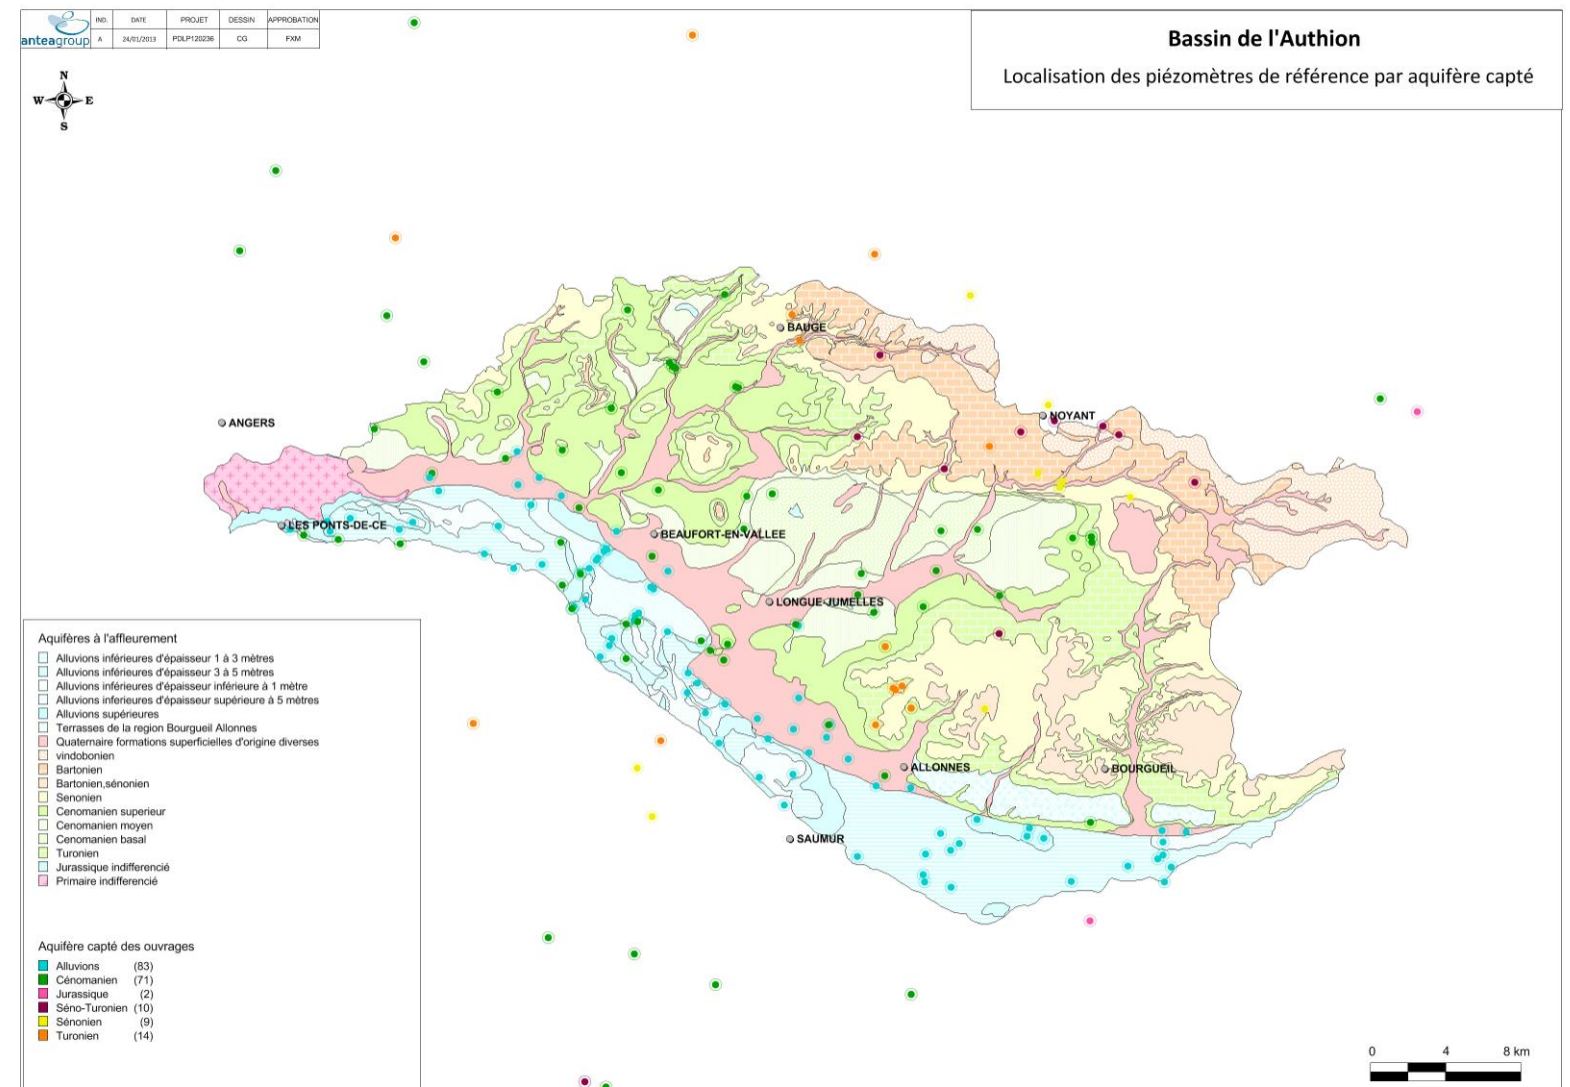 anteagroup
IND. DATE PROJET DESSIN APPROBATION
A 24/01/2013 PDLP120236 CG FXM
Bassin de l'Authion
Localisation des piézomètres de référence par aquifère capté
N
W E
S
BAUGE
NOYANT
ANGERS
LES PONTS-DE-CE
BEAUFORT-EN-VALLEE
LONGUE-JUMELLES
ALLONNES
BOURGUEIL
SAUMUR
Aquifères à l'affleurement
Alluvions inférieures d'épaisseur 1 à 3 mètres
Alluvions inférieures d'épaisseur 3 à 5 mètres
Alluvions inférieures d'épaisseur inférieure à 1 mètre
Alluvions inferieures d'épaisseur supérieure à 5 mètres
Alluvions supérieures
Terrasses de la region Bourgueil Allonnes
Quaternaire formations superficielles d'origine diverses
vindobonien
Bartonien
Bartonien,sénonien
Senonien
Cenomanien superieur
Cenomanien moyen
Cenomanien basal
Turonien
Jurassique indifferencié
Primaire indifferencié
Aquifère capté des ouvrages
Alluvions (83)
Cénomanien (71)
Jurassique (2)
Séno-Turonien (10)
Sénonien (9)
Turonien (14)
0 4 8 km